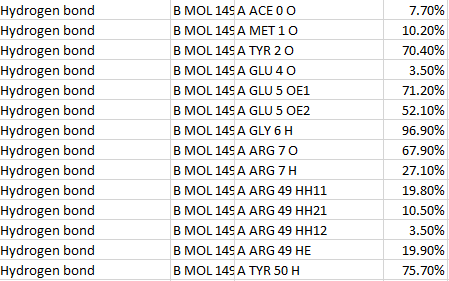 Hydrogen bond B MOL 149 A ACE 0 O 7.70%
Hydrogen bond B MOL 149 A MET 1 O 10.20%
Hydrogen bond B MOL 149 A TYR 2 O 70.40%
Hydrogen bond B MOL 149 A GLU 4 O 3.50%
Hydrogen bond B MOL 149 A GLU 5 OE1 71.20%
Hydrogen bond B MOL 149 A GLU 5 OE2 52.10%
Hydrogen bond B MOL 149 A GLY 6 H 96.90%
Hydrogen bond B MOL 149 A ARG 7 O 67.90%
Hydrogen bond B MOL 149 A ARG 7 H 27.10%
Hydrogen bond B MOL 149 A ARG 49 HH11 19.80%
Hydrogen bond B MOL 149 A ARG 49 HH21 10.50%
Hydrogen bond B MOL 149 A ARG 49 HH12 3.50%
Hydrogen bond B MOL 149 A ARG 49 HE 19.90%
Hydrogen bond B MOL 149 A TYR 50 H 75.70%